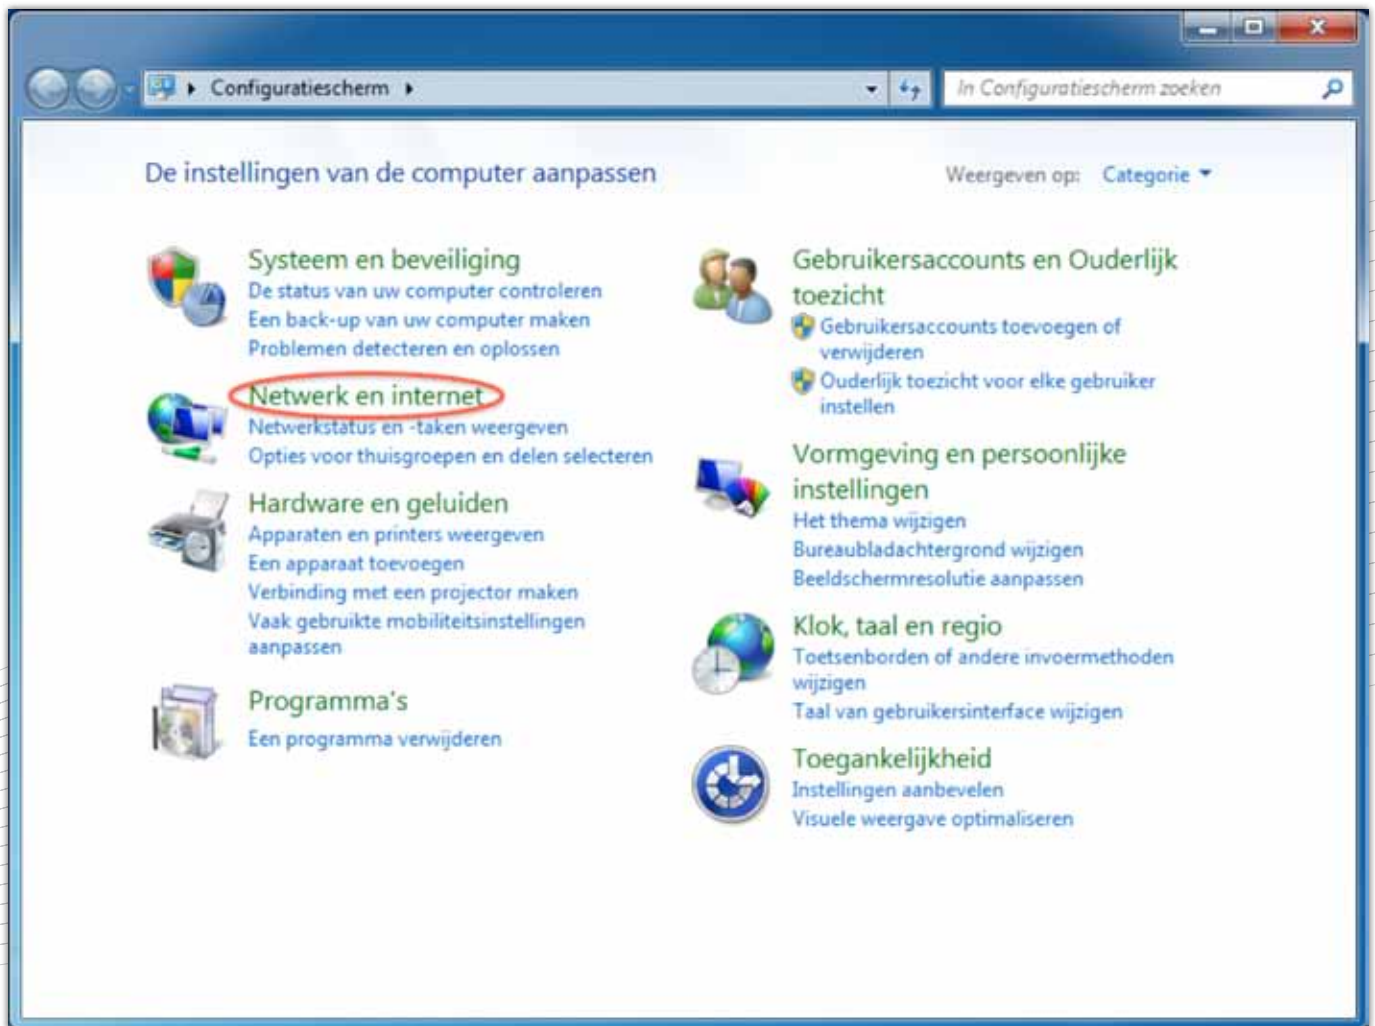 Configuratiescherm
In Configuratiescherm zoeken
De instellingen van de computer aanpassen
Weergeven op: Categorie
Systeem en beveiliging
De status van uw computer controleren
Een back-up van uw computer maken
Problemen detecteren en oplossen
Netwerk en internet
Netwerkstatus en -taken weergeven
Opties voor thuisgroepen en delen selecteren
Hardware en geluiden
Apparaten en printers weergeven
Een apparaat toevoegen
Verbinding met een projector maken
Vaak gebruikte mobiliteitsinstellingen
aanpassen
Programma's
Een programma verwijderen
Gebruikersaccounts en Ouderlijk
toezicht
Gebruikersaccounts toevoegen of
verwijderen
Ouderlijk toezicht voor elke gebruiker
instellen
Vormgeving en persoonlijke
instellingen
Het thema wijzigen
Bureaubladachtergrond wijzigen
Beeldschermresolutie aanpassen
Klok, taal en regio
Toetsenborden of andere invoermethoden
wijzigen
Taal van gebruikersinterface wijzigen
Toegankelijkheid
Instellingen aanbevelen
Visuele weergave optimaliseren